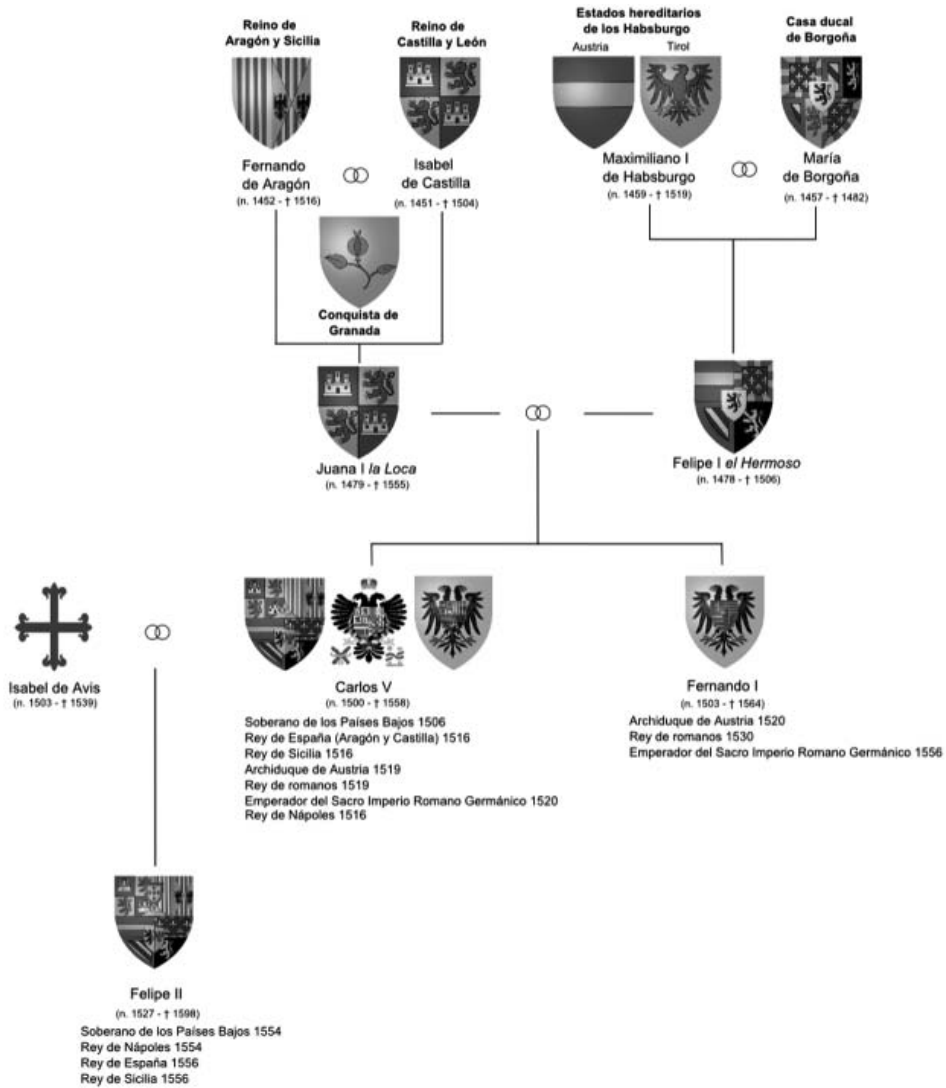 Reino de
Aragón y Sicilia
Reino de
Castilla y León
Estados hereditarios
de los Habsburgo
Austria
Tirol
Casa ducal
de Borgoña
Fernando
de Aragón
(n. 1452 - † 1516)
Isabel
de Castilla
(n. 1451 - † 1504)
Maximiliano I
de Habsburgo
(n. 1459 - † 1519)
María
de Borgoña
(n. 1457 - † 1482)
Conquista de
Granada
Juana I la Loca
(n. 1479 - † 1555)
Felipe I el Hermoso
(n. 1478 - † 1506)
Isabel de Avis
(n. 1503 - † 1539)
Carlos V
(n. 1500 - † 1558)
Soberano de los Países Bajos 1506
Rey de España (Aragón y Castilla) 1516
Rey de Sicilia 1516
Archiduque de Austria 1519
Rey de romanos 1519
Emperador del Sacro Imperio Romano Germánico 1520
Rey de Nápoles 1516
Fernando I
(n. 1503 - † 1564)
Archiduque de Austria 1520
Rey de romanos 1530
Emperador del Sacro Imperio Romano Germánico 1556
Felipe II
(n. 1527 - † 1598)
Soberano de los Países Bajos 1554
Rey de Nápoles 1554
Rey de España 1556
Rey de Sicilia 1556